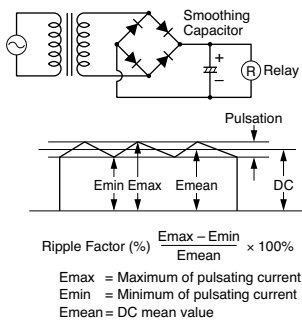 Smoothing
Capacitor
+
−
R
Relay
Pulsation
Emin Emax Emean DC
Ripple Factor (%) Emax – Emin / Emean × 100%
Emax = Maximum of pulsating current
Emin = Minimum of pulsating current
Emean = DC mean value